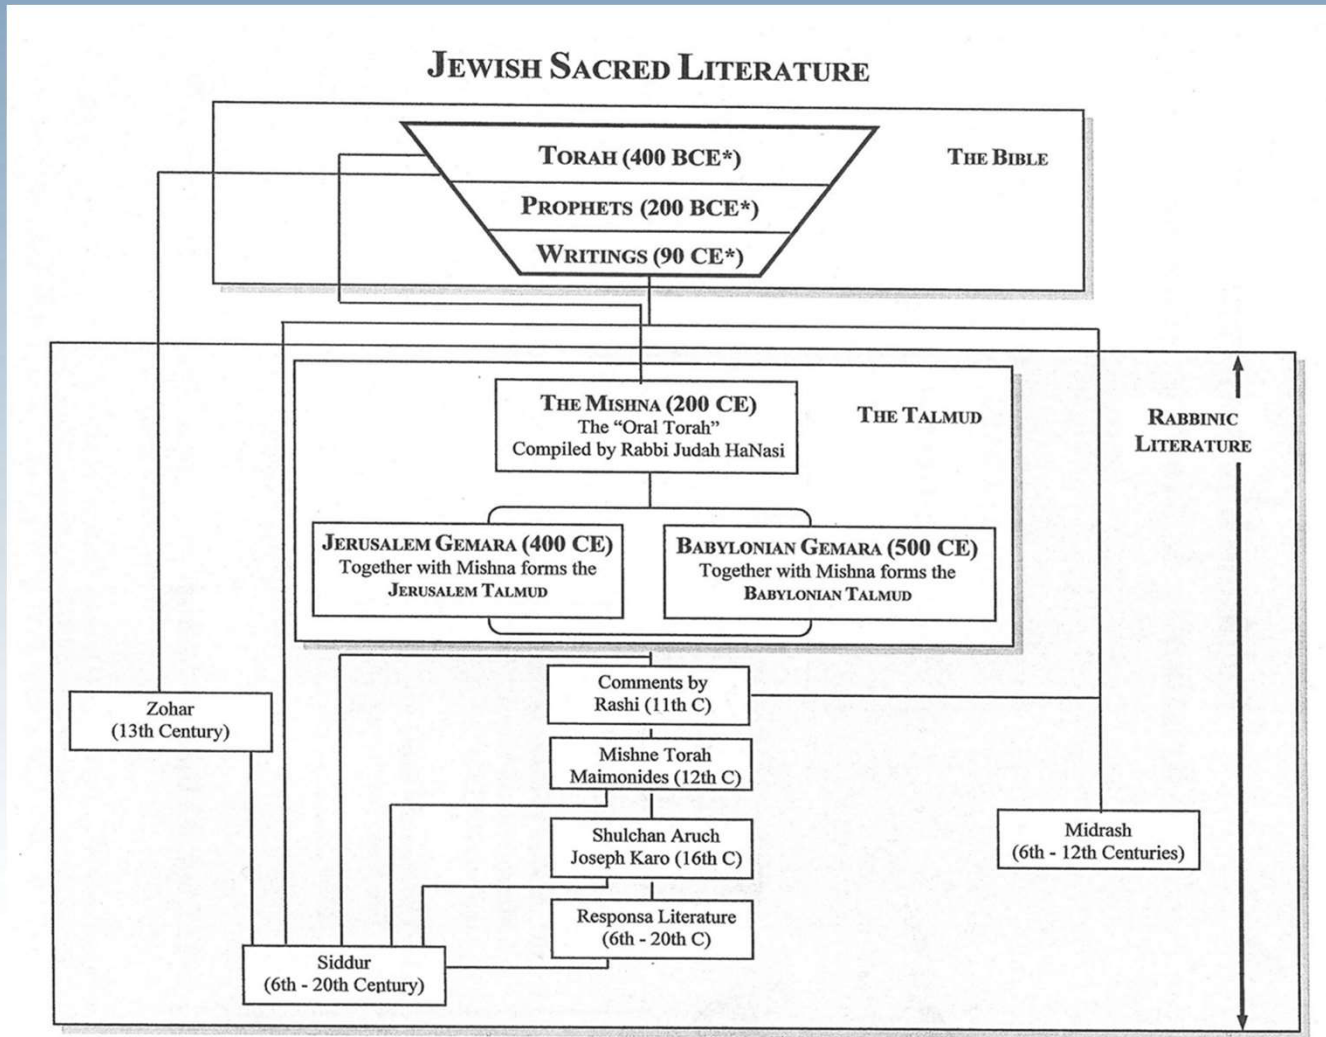 JEWISH SACRED LITERATURE
THE BIBLE
TORAH (400 BCE*)
PROPHETS (200 BCE*)
WRITINGS (90 CE*)
RABBINIC
LITERATURE
THE TALMUD
THE MISHNA (200 CE)
The “Oral Torah”
Compiled by Rabbi Judah HaNasi
JERUSALEM GEMARA (400 CE)
Together with Mishna forms the
JERUSALEM TALMUD
BABYLONIAN GEMARA (500 CE)
Together with Mishna forms the
BABYLONIAN TALMUD
Comments by
Rashi (11th C)
Zohar
(13th Century)
Mishne Torah
Maimonides (12th C)
Shulchan Aruch
Joseph Karo (16th C)
Midrash
(6th - 12th Centuries)
Responsa Literature
(6th - 20th C)
Siddur
(6th - 20th Century)